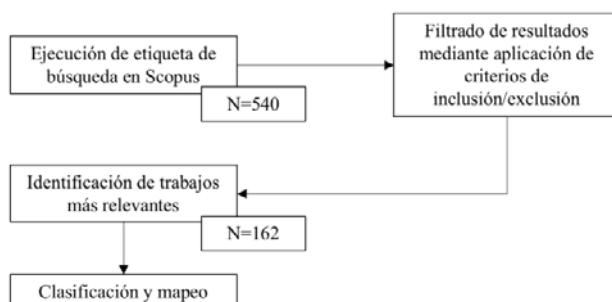 Ejecución de etiqueta de
búsqueda en Scopus
N=540
Filtrado de resultados
mediante aplicación de
criterios de
inclusión/exclusión
Identificación de trabajos
más relevantes
N=162
Clasificación y mapeo